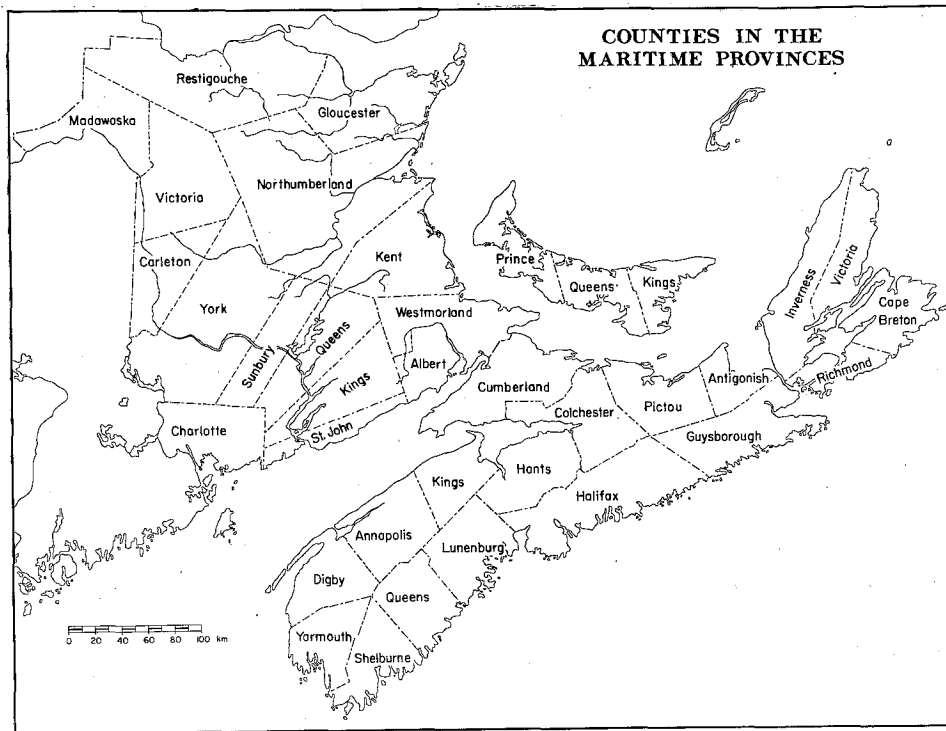 COUNTIES IN THE
MARITIME PROVINCES
Restigouche
Gloucester
Madawaska
Northumberland
Victoria
Carleton
Kent
York
Prince
Queens
Kings
Inverness
Victoria
Cape
Breton
Richmond
Westmorland
Sunbury
Queens
Kings
Albert
Cumberland
Colchester
Pictou
Antigonish
Guysborough
Charlotte
St. John
Kings
Hants
Halifax
Annapolis
Lunenburg
Digby
Queens
Yarmouth
Shelburne
0 20 40 60 80 100 km